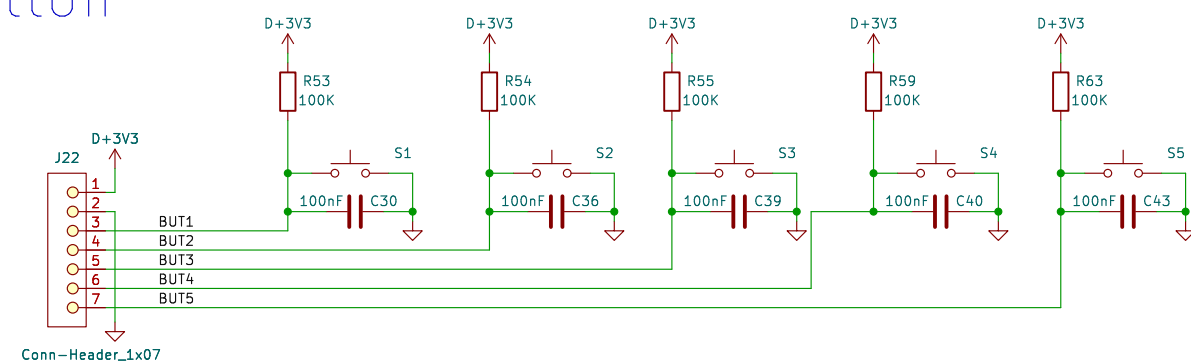 D+3V3 D+3V3 D+3V3 D+3V3 D+3V3
R53 R54 R55 R59 R63
100K 100K 100K 100K 100K
D+3V3
J22 S1 S2 S3 S4 S5
1
2 100nF C30 100nF C36 100nF C39 100nF C40 100nF C43
3 BUT1
4 BUT2
5 BUT3
6 BUT4
7 BUT5
Conn-Header_1x07